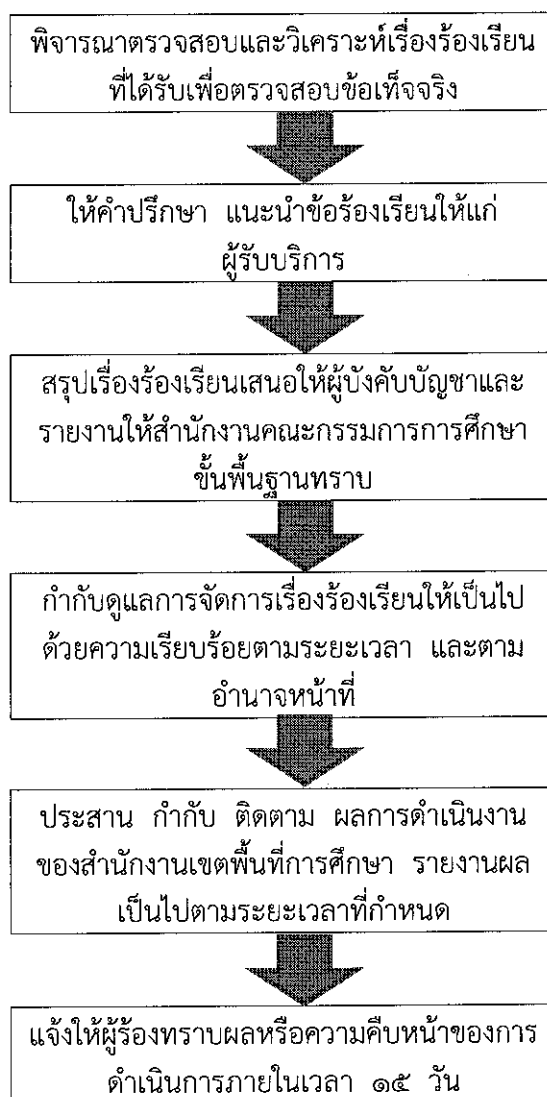 พิจารณาตรวจสอบและวิเคราะห์เรื่องร้องเรียน
ที่ได้รับเพื่อตรวจสอบข้อเท็จจริง
ให้คำปรึกษา แนะนำข้อร้องเรียนให้แก่
ผู้รับบริการ
สรุปเรื่องร้องเรียนเสนอให้ผู้บังคับบัญชาและ
รายงานให้สำนักงานคณะกรรมการการศึกษา
ขั้นพื้นฐานทราบ
กำกับดูแลการจัดการเรื่องร้องเรียนให้เป็นไป
ด้วยความเรียบร้อยตามระยะเวลา และตาม
อำนาจหน้าที่
ประสาน กำกับ ติดตาม ผลการดำเนินงาน
ของสำนักงานเขตพื้นที่การศึกษา รายงานผล
เป็นไปตามระยะเวลาที่กำหนด
แจ้งให้ผู้ร้องทราบผลหรือความคืบหน้าของการ
ดำเนินการภายในเวลา ๑๕ วัน